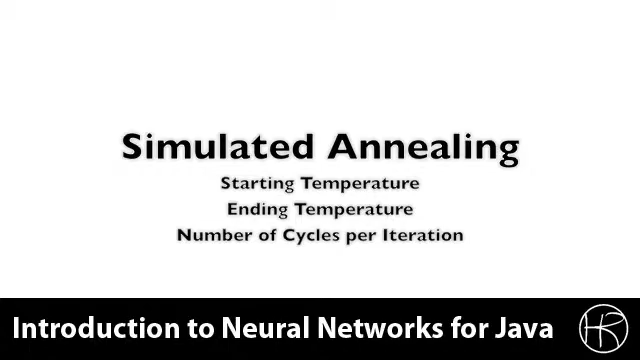 Simulated Annealing
Starting Temperature
Ending Temperature
Number of Cycles per Iteration
Introduction to Neural Networks for Java